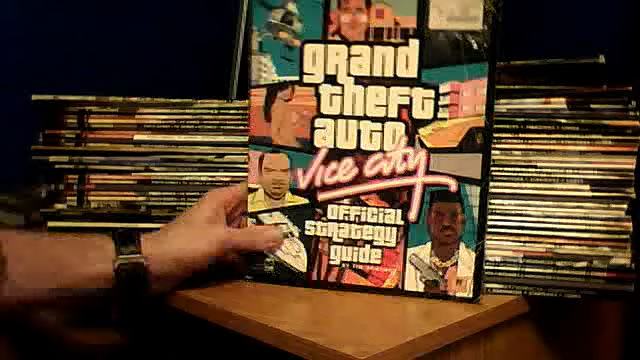 grand
theft
auto
Vice City
official
strategy
guide